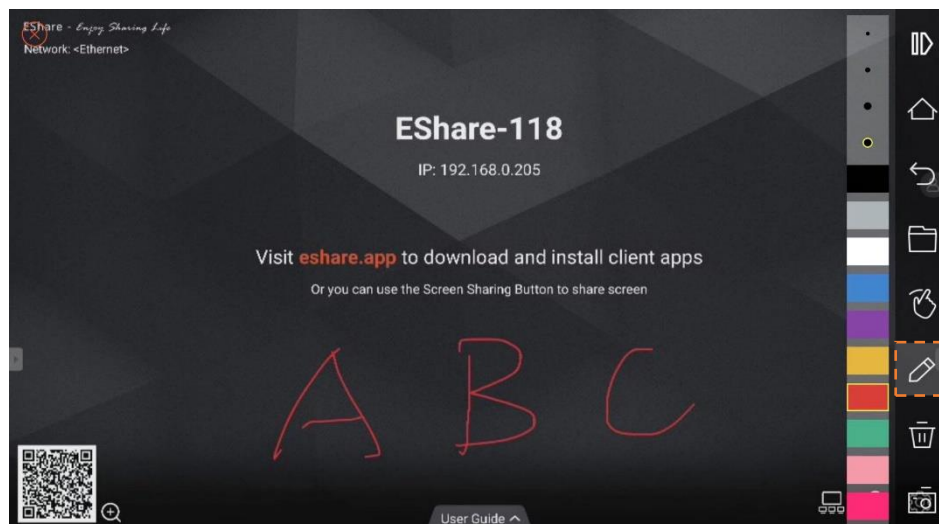 EShare - Enjoy Sharing Life
Network: <Ethernet>
EShare-118
IP: 192.168.0.205
Visit eshare.app to download and install client apps
Or you can use the Screen Sharing Button to share screen
A B C
User Guide